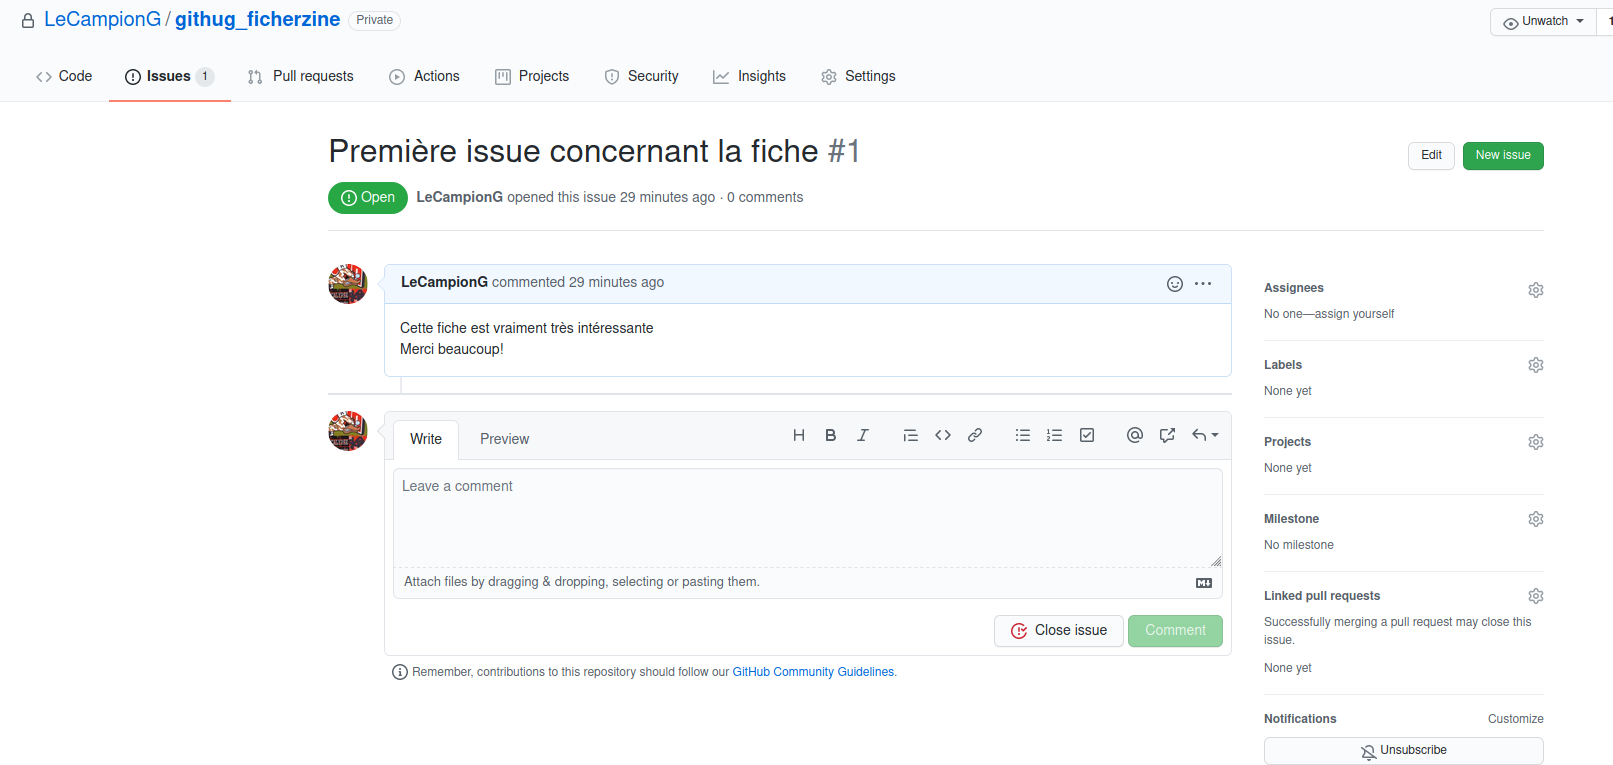 LeCampionG / githug_ficherzine Private
Unwatch
Code Issues 1 Pull requests Actions Projects Security Insights Settings
Première issue concernant la fiche #1
Edit New issue
Open LeCampionG opened this issue 29 minutes ago · 0 comments
LeCampionG commented 29 minutes ago
Cette fiche est vraiment très intéressante
Merci beaucoup!
Write Preview
Leave a comment
Attach files by dragging & dropping, selecting or pasting them.
Close issue Comment
Remember, contributions to this repository should follow our GitHub Community Guidelines.
Assignees
No one—assign yourself
Labels
None yet
Projects
None yet
Milestone
No milestone
Linked pull requests
Successfully merging a pull request may close this
issue.
None yet
Notifications Customize
Unsubscribe